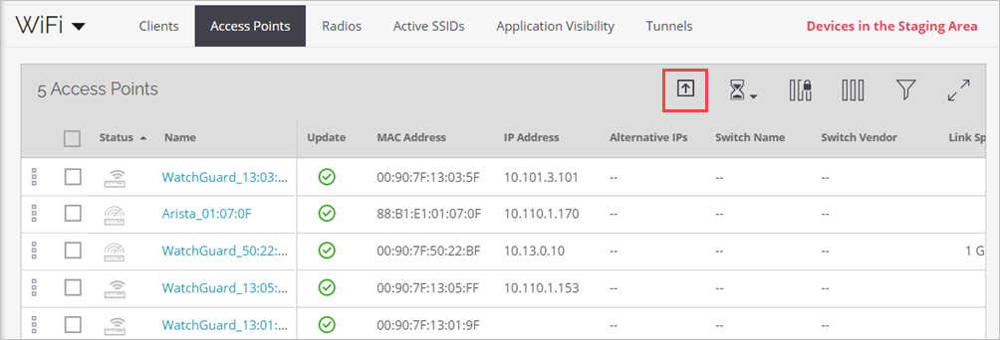 WiFi Clients Access Points Radios Active SSIDs Application Visibility Tunnels Devices in the Staging Area
5 Access Points
Status Name Update MAC Address IP Address Alternative IPs Switch Name Switch Vendor Link Sp
WatchGuard_13:03:... 00:90:7F:13:03:5F 10.101.3.101 -- -- --
Arista_01:07:0F 88:B1:E1:01:07:0F 10.110.1.170 -- -- --
WatchGuard_50:22:... 00:90:7F:50:22:BF 10.13.0.10 -- -- -- 1 G
WatchGuard_13:05:... 00:90:7F:13:05:FF 10.110.1.153 -- -- --
WatchGuard_13:01:... 00:90:7F:13:01:9F -- -- --